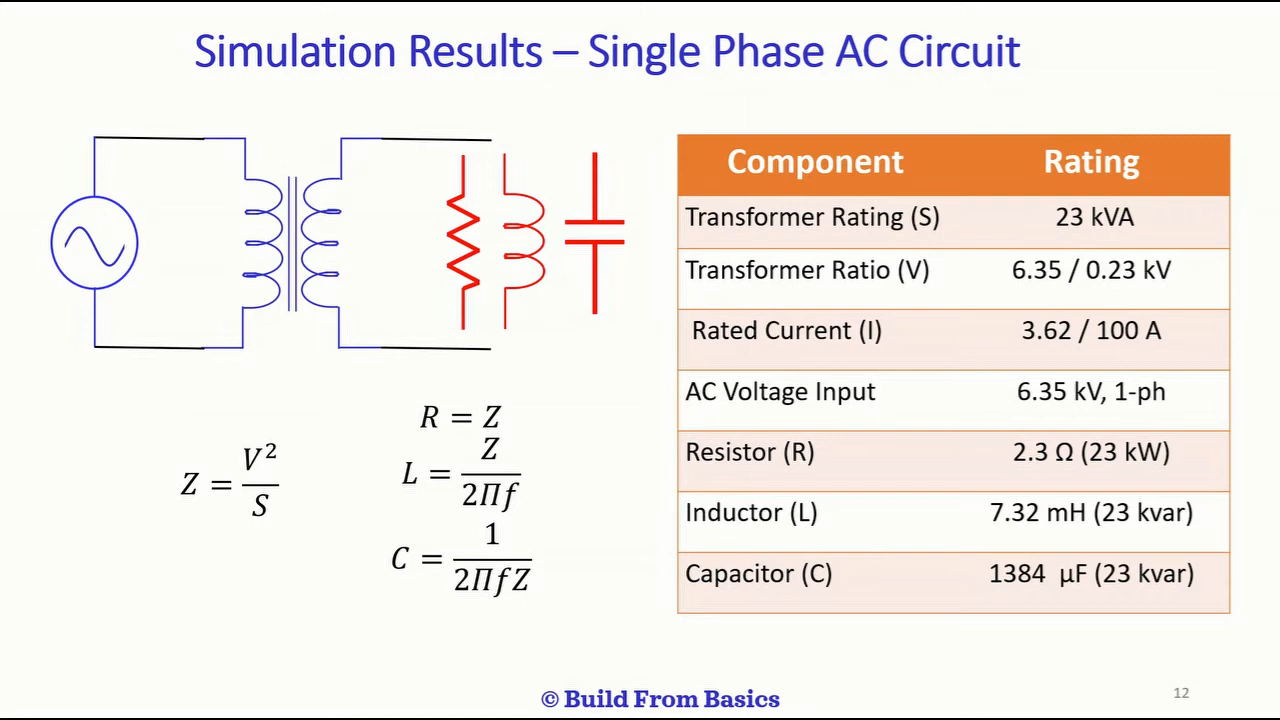 Simulation Results – Single Phase AC Circuit
Component Rating
Transformer Rating (S) 23 kVA
Transformer Ratio (V) 6.35 / 0.23 kV
Rated Current (I) 3.62 / 100 A
AC Voltage Input 6.35 kV, 1-ph
Resistor (R) 2.3 Ω (23 kW)
Inductor (L) 7.32 mH (23 kvar)
Capacitor (C) 1384 μF (23 kvar)
Z = V² / S
R = Z
L = Z / 2Πf
C = 1 / 2ΠfZ
© Build From Basics
12